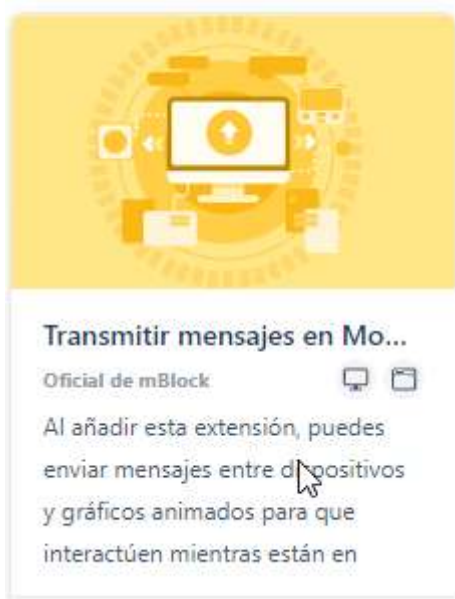 Transmitir mensajes en Mo...
Oficial de mBlock
Al añadir esta extensión, puedes
enviar mensajes entre dispositivos
y gráficos animados para que
interactúen mientras están en